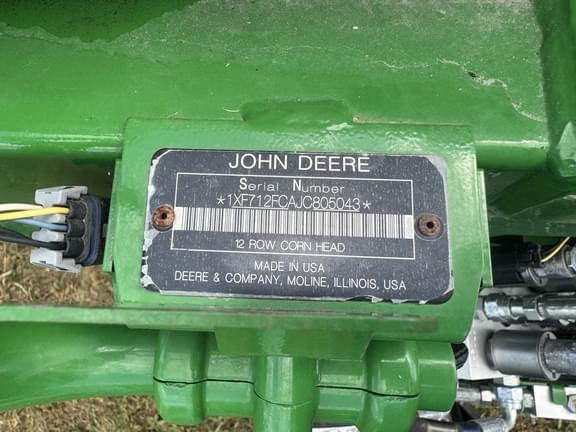 JOHN DEERE
Serial Number
*1XF712FCAJC805043*
12 ROW CORN HEAD
MADE IN USA
DEERE & COMPANY, MOLINE, ILLINOIS, USA